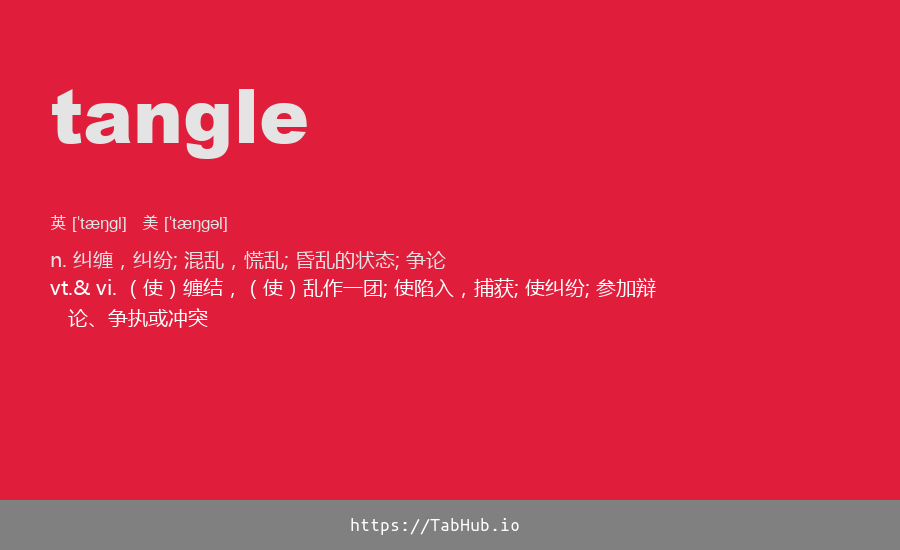 tangle
英 [ˈtæŋgl] 美 [ˈtæŋɡəl]
n. 纠缠，纠纷; 混乱，慌乱; 昏乱的状态; 争论
vt.& vi. （使）缠结，（使）乱作一团; 使陷入，捕获; 使纠纷; 参加辩
论、争执或冲突
https://TabHub.io